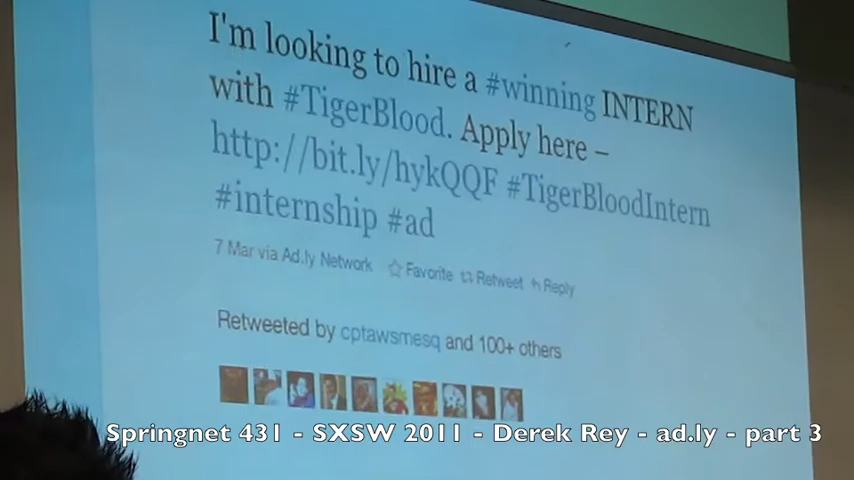 I'm looking to hire a #winning INTERN
with #TigerBlood. Apply here –
http://bit.ly/hykQQF #TigerBloodIntern
#internship #ad
7 Mar via Ad.ly Network Favorite Retweet Reply
Retweeted by cptawsmesq and 100+ others
Springnet 431 - SXSW 2011 - Derek Rey - ad.ly - part 3